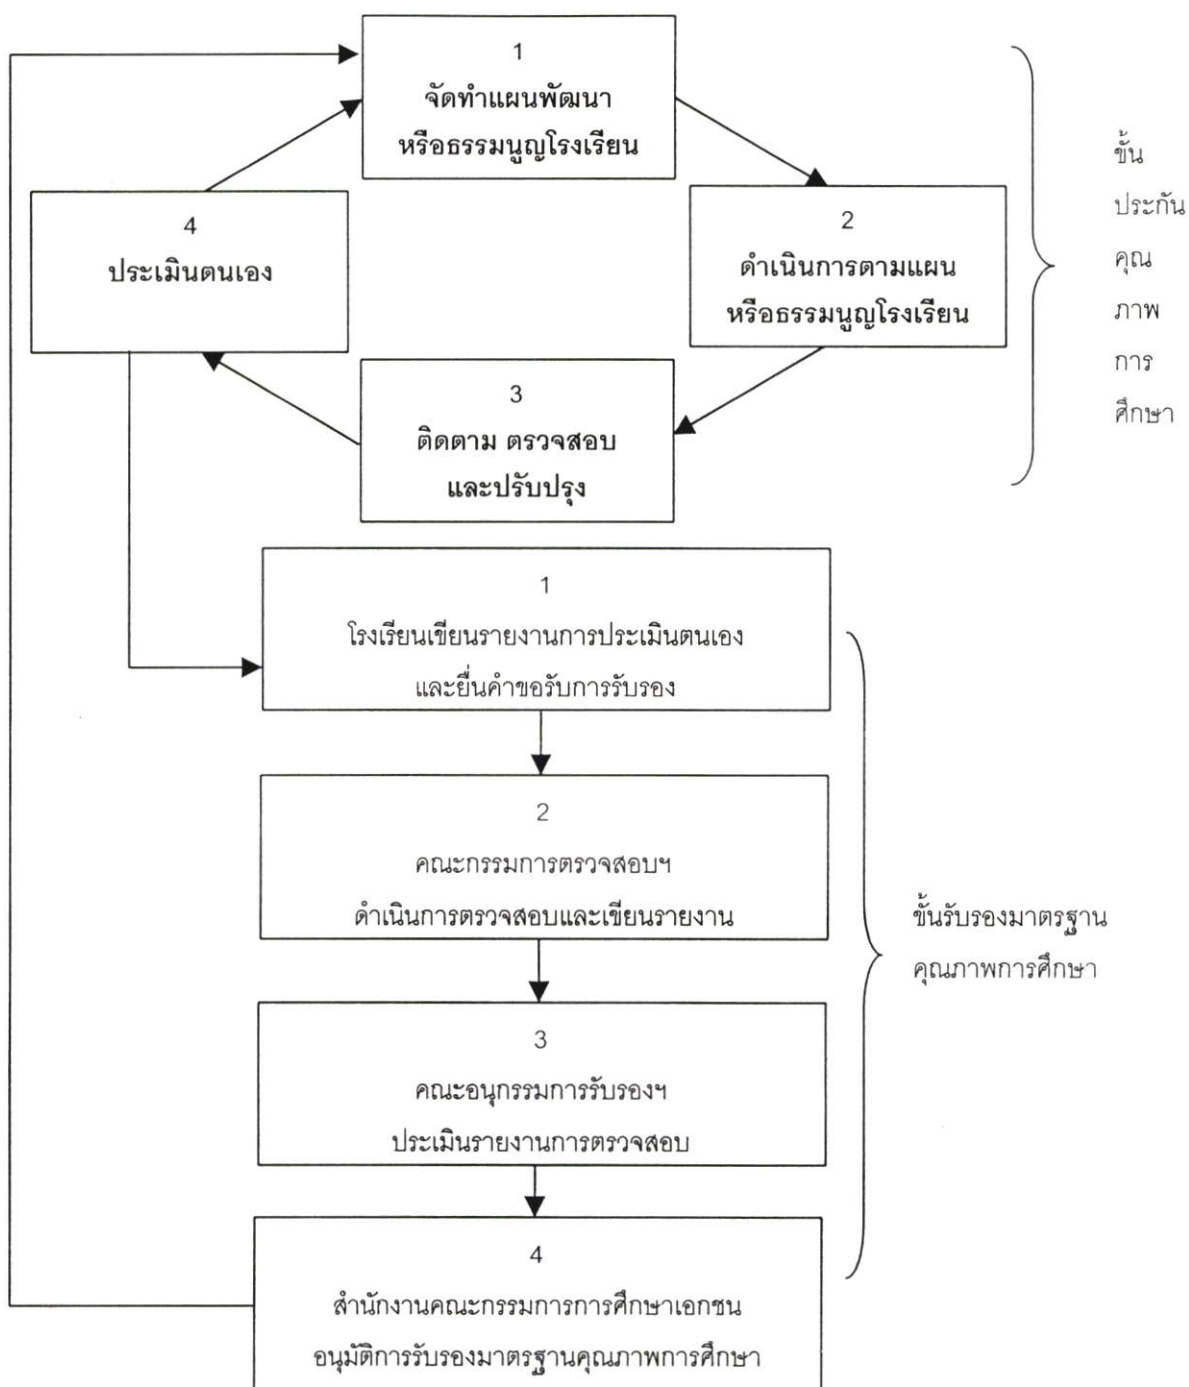 1
จัดทำแผนพัฒนา
หรือธรรมนูญโรงเรียน
4
ประเมินตนเอง
2
ดำเนินการตามแผน
หรือธรรมนูญโรงเรียน
3
ติดตาม ตรวจสอบ
และปรับปรุง
ขั้น
ประกัน
คุณ
ภาพ
การ
ศึกษา
1
โรงเรียนเขียนรายงานการประเมินตนเอง
และยื่นคำขอรับการรับรอง
2
คณะกรรมการตรวจสอบฯ
ดำเนินการตรวจสอบและเขียนรายงาน
3
คณะอนุกรรมการรับรองฯ
ประเมินรายงานการตรวจสอบ
4
สำนักงานคณะกรรมการการศึกษาเอกชน
อนุมัติการรับรองมาตรฐานคุณภาพการศึกษา
ขั้นรับรองมาตรฐาน
คุณภาพการศึกษา